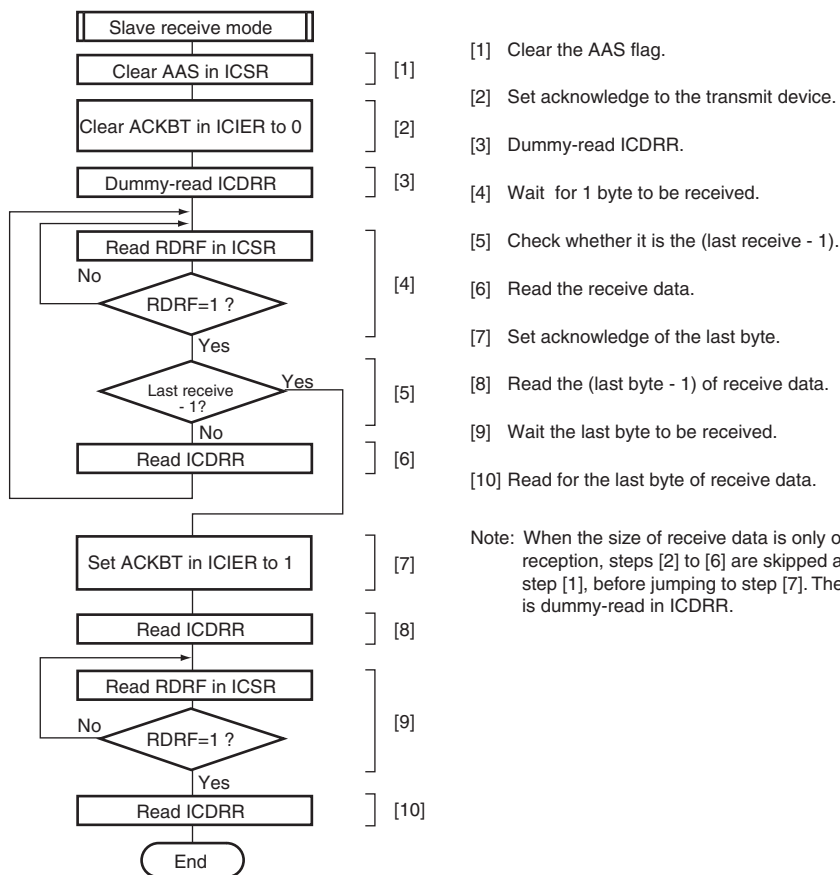 Slave receive mode
Clear AAS in ICSR
[1]
Clear ACKBT in ICIER to 0
[2]
Dummy-read ICDRR
[3]
Read RDRF in ICSR
No
[4]
RDRF=1 ?
Yes
Last receive
- 1?
Yes
[5]
No
Read ICDRR
[6]
Set ACKBT in ICIER to 1
[7]
Read ICDRR
[8]
Read RDRF in ICSR
No
[9]
RDRF=1 ?
Yes
Read ICDRR
[10]
End
[1] Clear the AAS flag.
[2] Set acknowledge to the transmit device.
[3] Dummy-read ICDRR.
[4] Wait for 1 byte to be received.
[5] Check whether it is the (last receive - 1).
[6] Read the receive data.
[7] Set acknowledge of the last byte.
[8] Read the (last byte - 1) of receive data.
[9] Wait the last byte to be received.
[10] Read for the last byte of receive data.
Note: When the size of receive data is only
reception, steps [2] to [6] are skipped
step [1], before jumping to step [7].
is dummy-read in ICDRR.